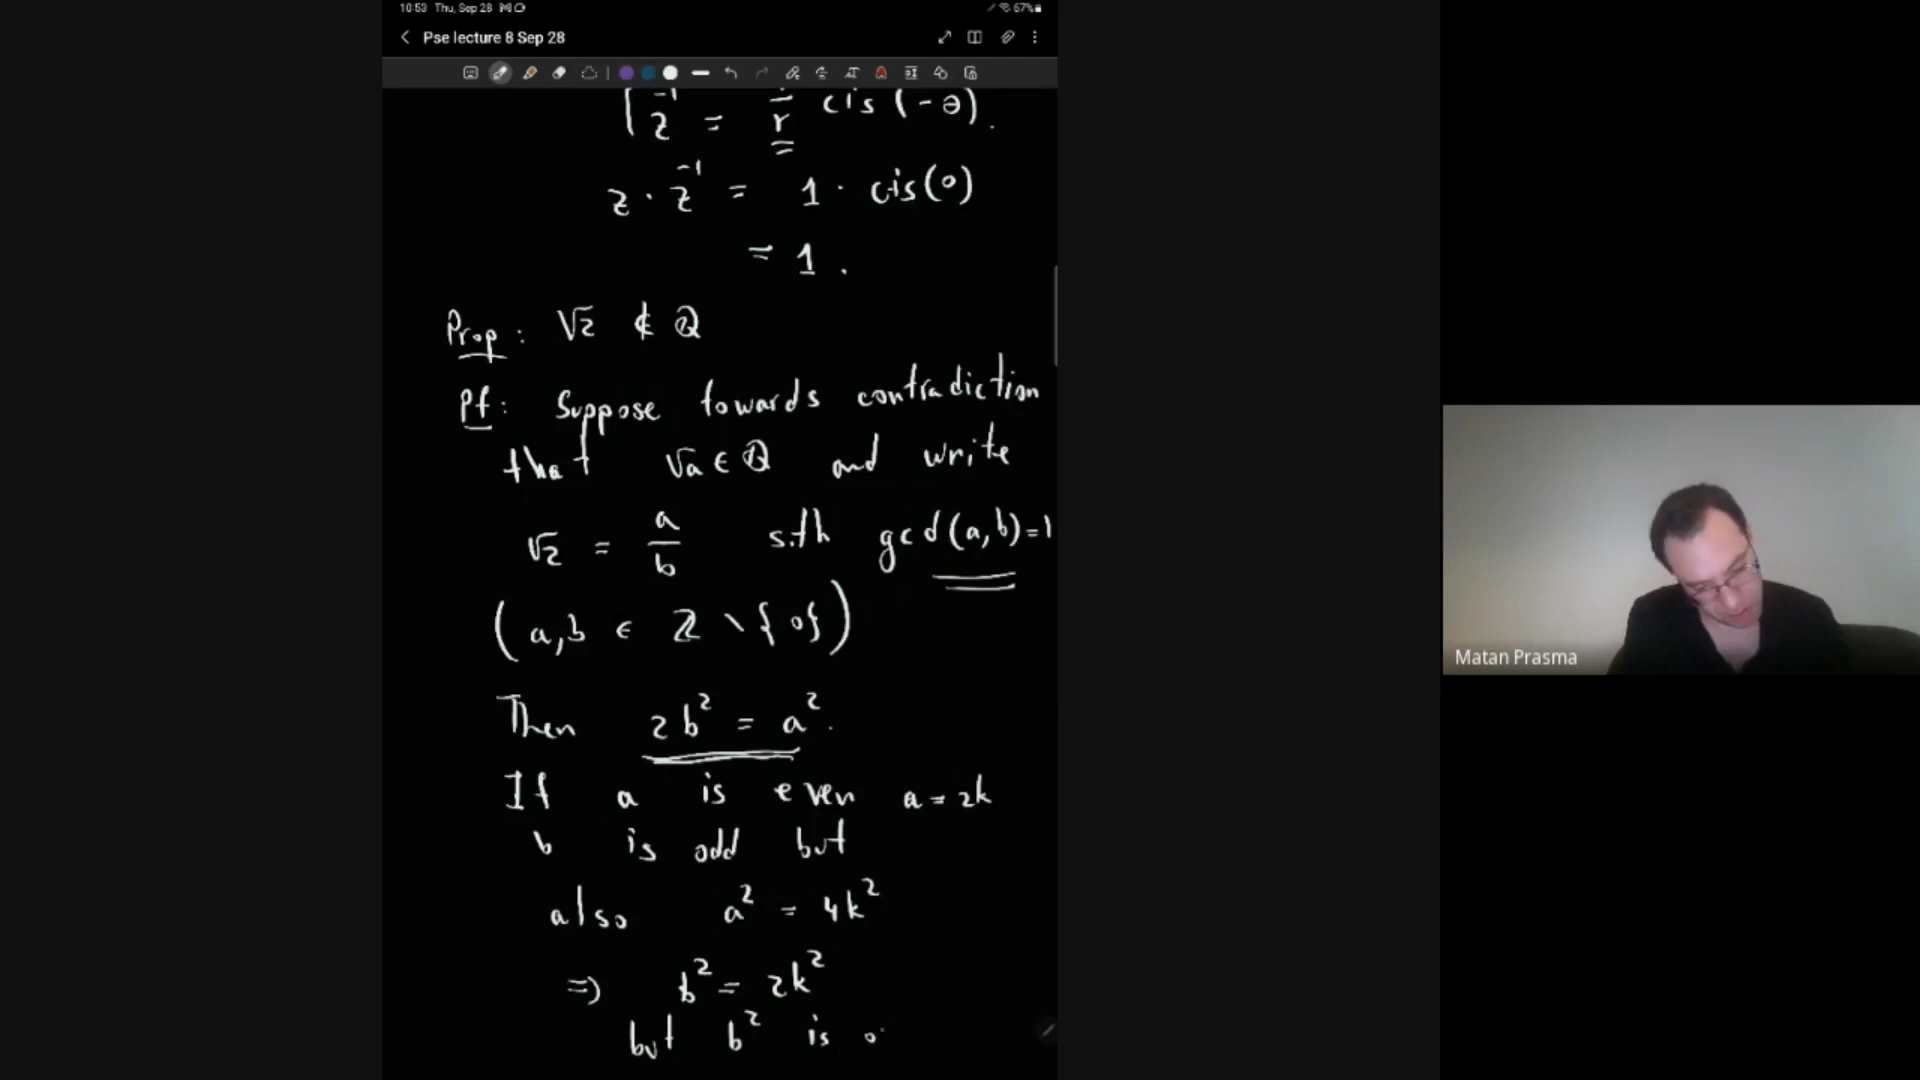 10:53 Thu, Sep 28
67%
Pse lecture 8 Sep 28
z⁻¹ = 1/r cis(-θ).
z · z⁻¹ = 1 · cis(0)
= 1.
Prop: √2 ∉ ℚ
Pf: Suppose towards contradiction
that √a ∈ ℚ and write
√2 = a/b s.th gcd(a,b)=1
(a,b ∈ ℤ \ {0})
Then 2b² = a².
If a is even a = 2k
b is odd but
also a² = 4k²
⇒) b² = 2k²
but b² is o
Matan Prasma